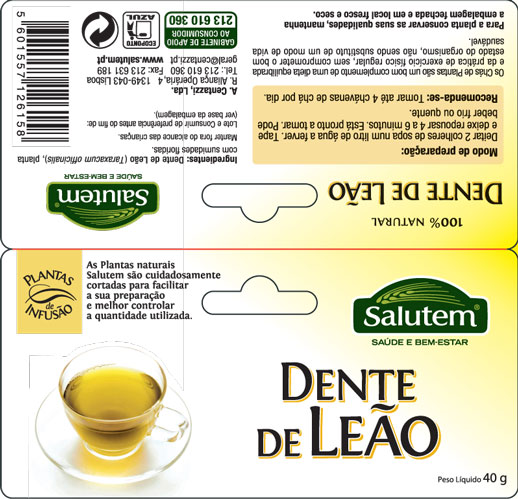 100% NATURAL
DENTE DE LEÃO
Modo de preparação:
Deitar 2 colheres de sopa num litro de água a ferver. Tape
e deixe repousar 4 a 6 minutos. Está pronto a tomar. Pode
beber frio ou quente.
Recomenda-se: Tomar até 4 chávenas de chá por dia.
Os Chás de Plantas são um bom complemento de uma dieta equilibrada
e da prática de exercício físico regular, sem comprometer o bom
estado do organismo, não sendo substituto de um modo de vida
saudável.
Para a planta conservar as suas qualidades, mantenha
a embalagem fechada e em local fresco e seco.
Salutem®
SAÚDE E BEM-ESTAR
Ingredientes: Dente de Leão (Taraxacum officinalis), planta
com sumidades floridas.
Manter fora do alcance das crianças.
Lote e Consumir de preferência antes do fim de:
(ver base da embalagem).
A. Centazzi, Lda.
R. Aliança Operária, 4 1349-043 Lisboa
Tel.: 213 610 360 Fax: 213 631 689
geral@centazzi.pt www.salutem.pt
GABINETE DE APOIO
AO CONSUMIDOR
213 610 360
ECOPONTO
AZUL
5601557126158
PLANTAS
de
INFUSÃO
As Plantas naturais
Salutem são cuidadosamente
cortadas para facilitar
a sua preparação
e melhor controlar
a quantidade utilizada.
Salutem®
SAÚDE E BEM-ESTAR
DENTE
DE LEÃO
Peso Líquido 40 g